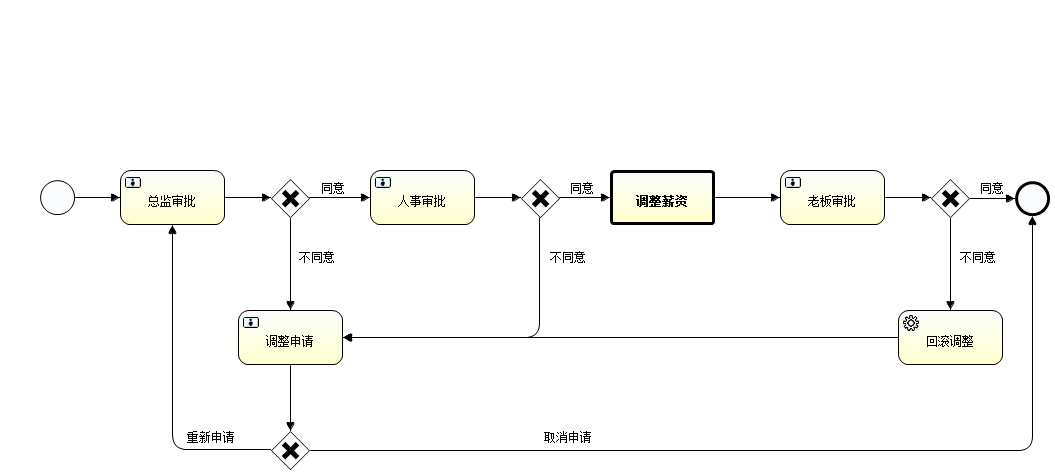 总监审批
同意
人事审批
同意
调整薪资
老板审批
同意
不同意
不同意
不同意
调整申请
回滚调整
重新申请
取消申请